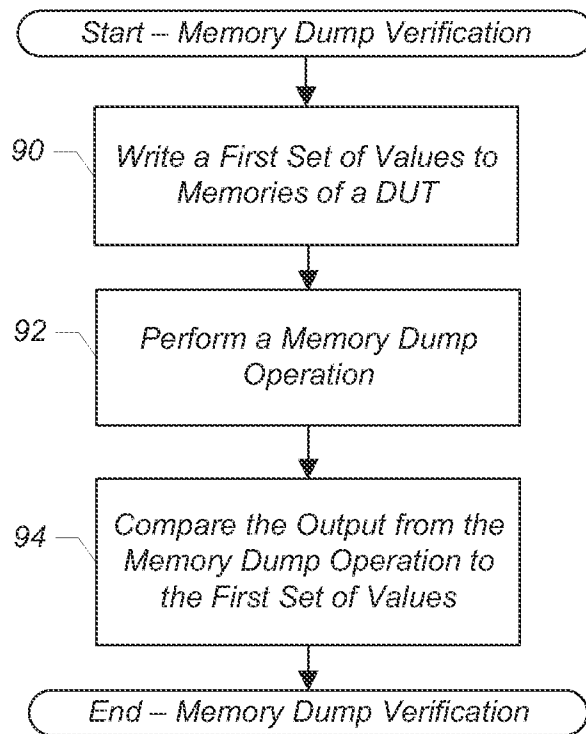 Start – Memory Dump Verification
90
Write a First Set of Values to
Memories of a DUT
92
Perform a Memory Dump
Operation
94
Compare the Output from the
Memory Dump Operation to
the First Set of Values
End – Memory Dump Verification